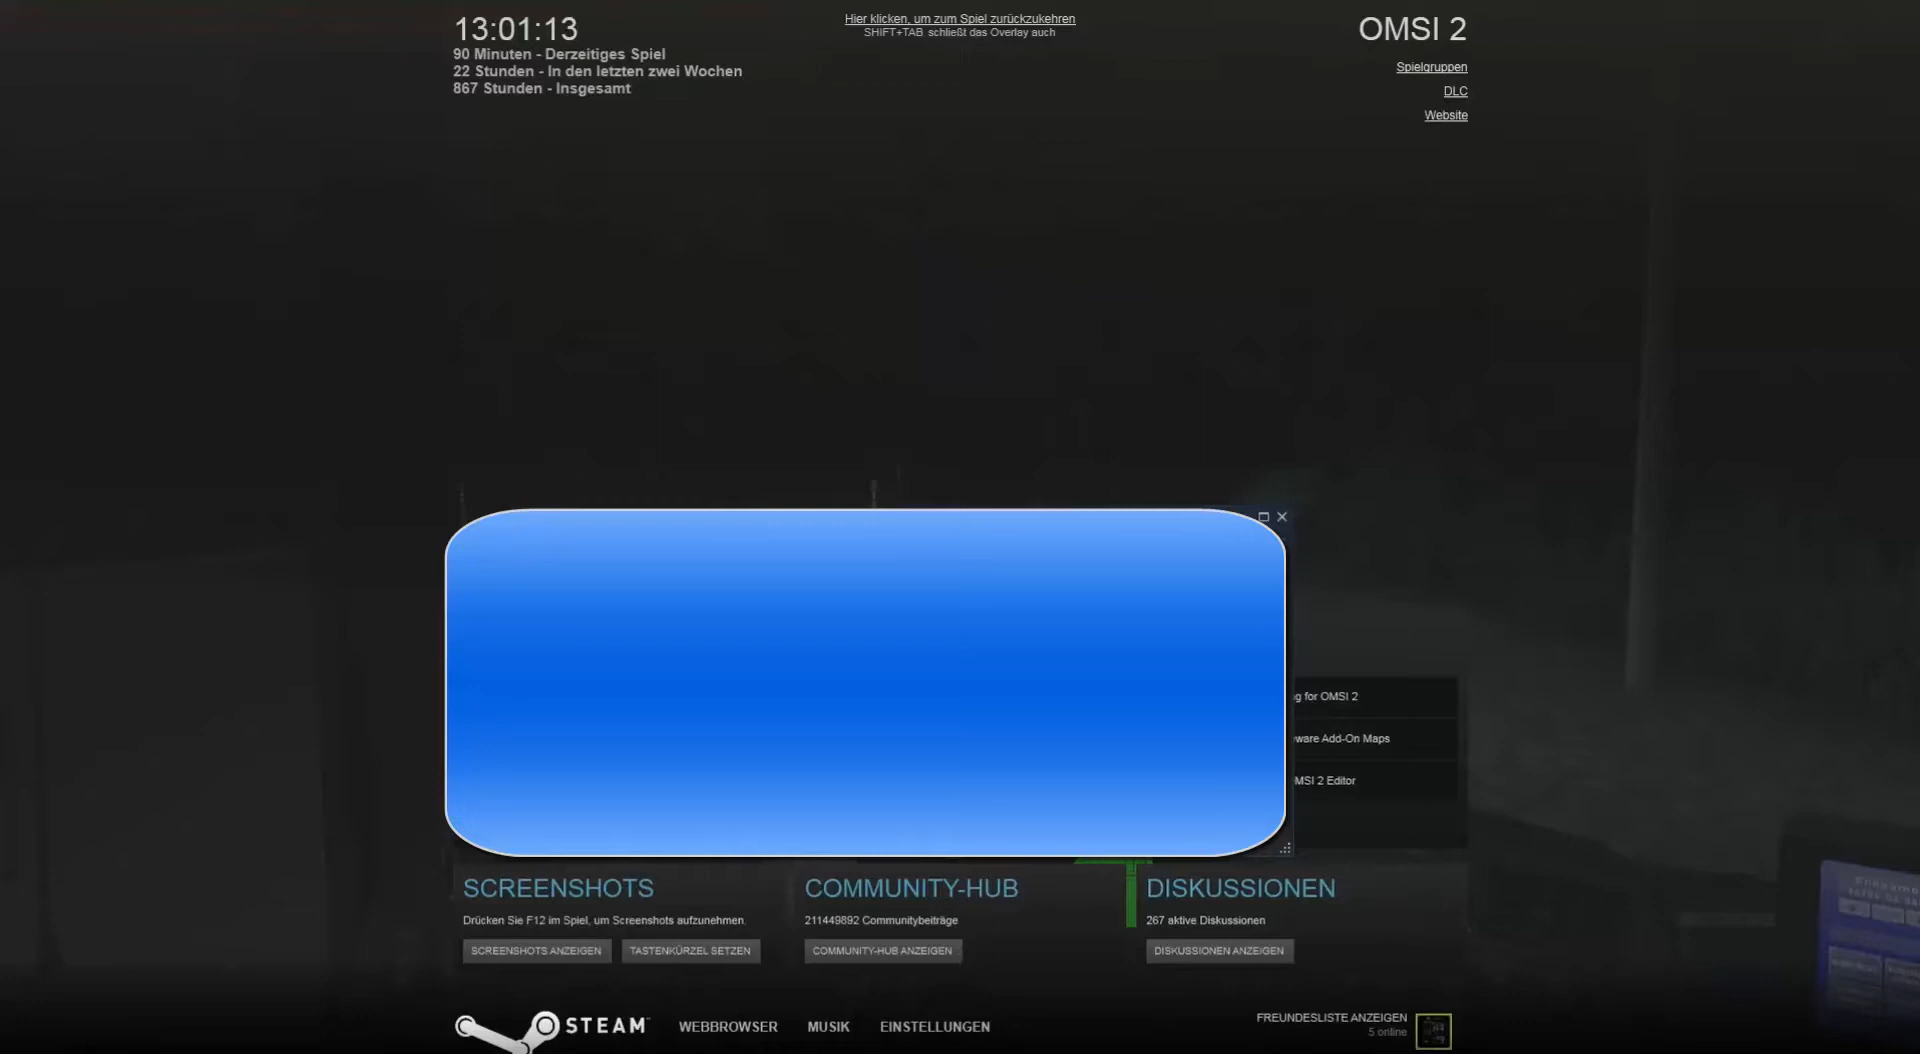 13:01:13
90 Minuten - Derzeitiges Spiel
22 Stunden - In den letzten zwei Wochen
867 Stunden - Insgesamt
Hier klicken, um zum Spiel zurückzukehren
SHIFT+TAB schließt das Overlay auch
OMSI 2
Spielgruppen
DLC
Website
g for OMSI 2
ware Add-On Maps
MSI 2 Editor
SCREENSHOTS
Drücken Sie F12 im Spiel, um Screenshots aufzunehmen.
SCREENSHOTS ANZEIGEN
TASTENKÜRZEL SETZEN
COMMUNITY-HUB
211449892 Communitybeiträge
COMMUNITY-HUB ANZEIGEN
DISKUSSIONEN
267 aktive Diskussionen
DISKUSSIONEN ANZEIGEN
STEAM
WEBBROWSER
MUSIK
EINSTELLUNGEN
FREUNDESLISTE ANZEIGEN
5 online